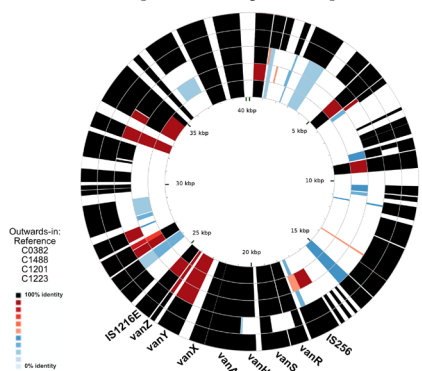 40 kbp
5 kbp
35 kbp
10 kbp
30 kbp
15 kbp
25 kbp
20 kbp
Outwards-in:
Reference
C0382
C1488
C1201
C1223
100% identity
0% identity
IS1216E
vanZ
vanY
vanX
vanS
vanR
IS256